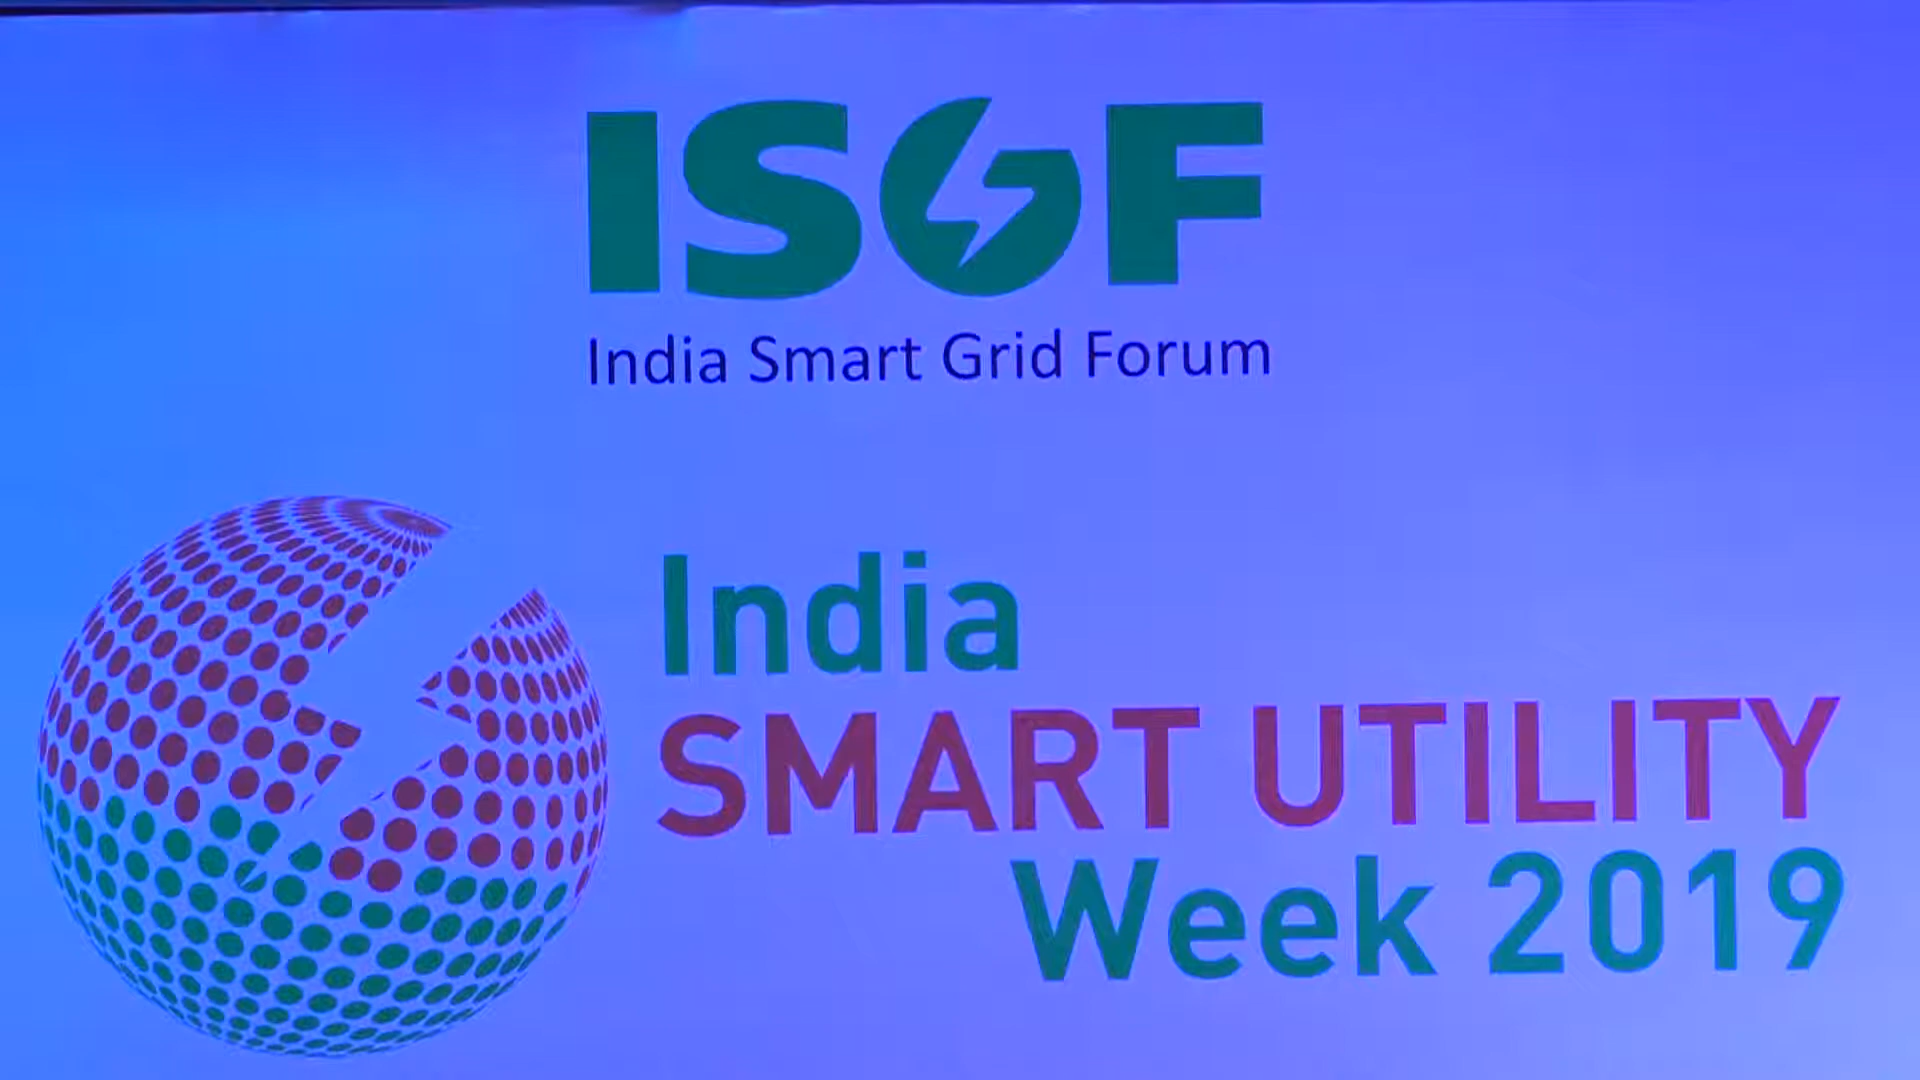 ISGF
India Smart Grid Forum
India
SMART UTILITY
Week 2019